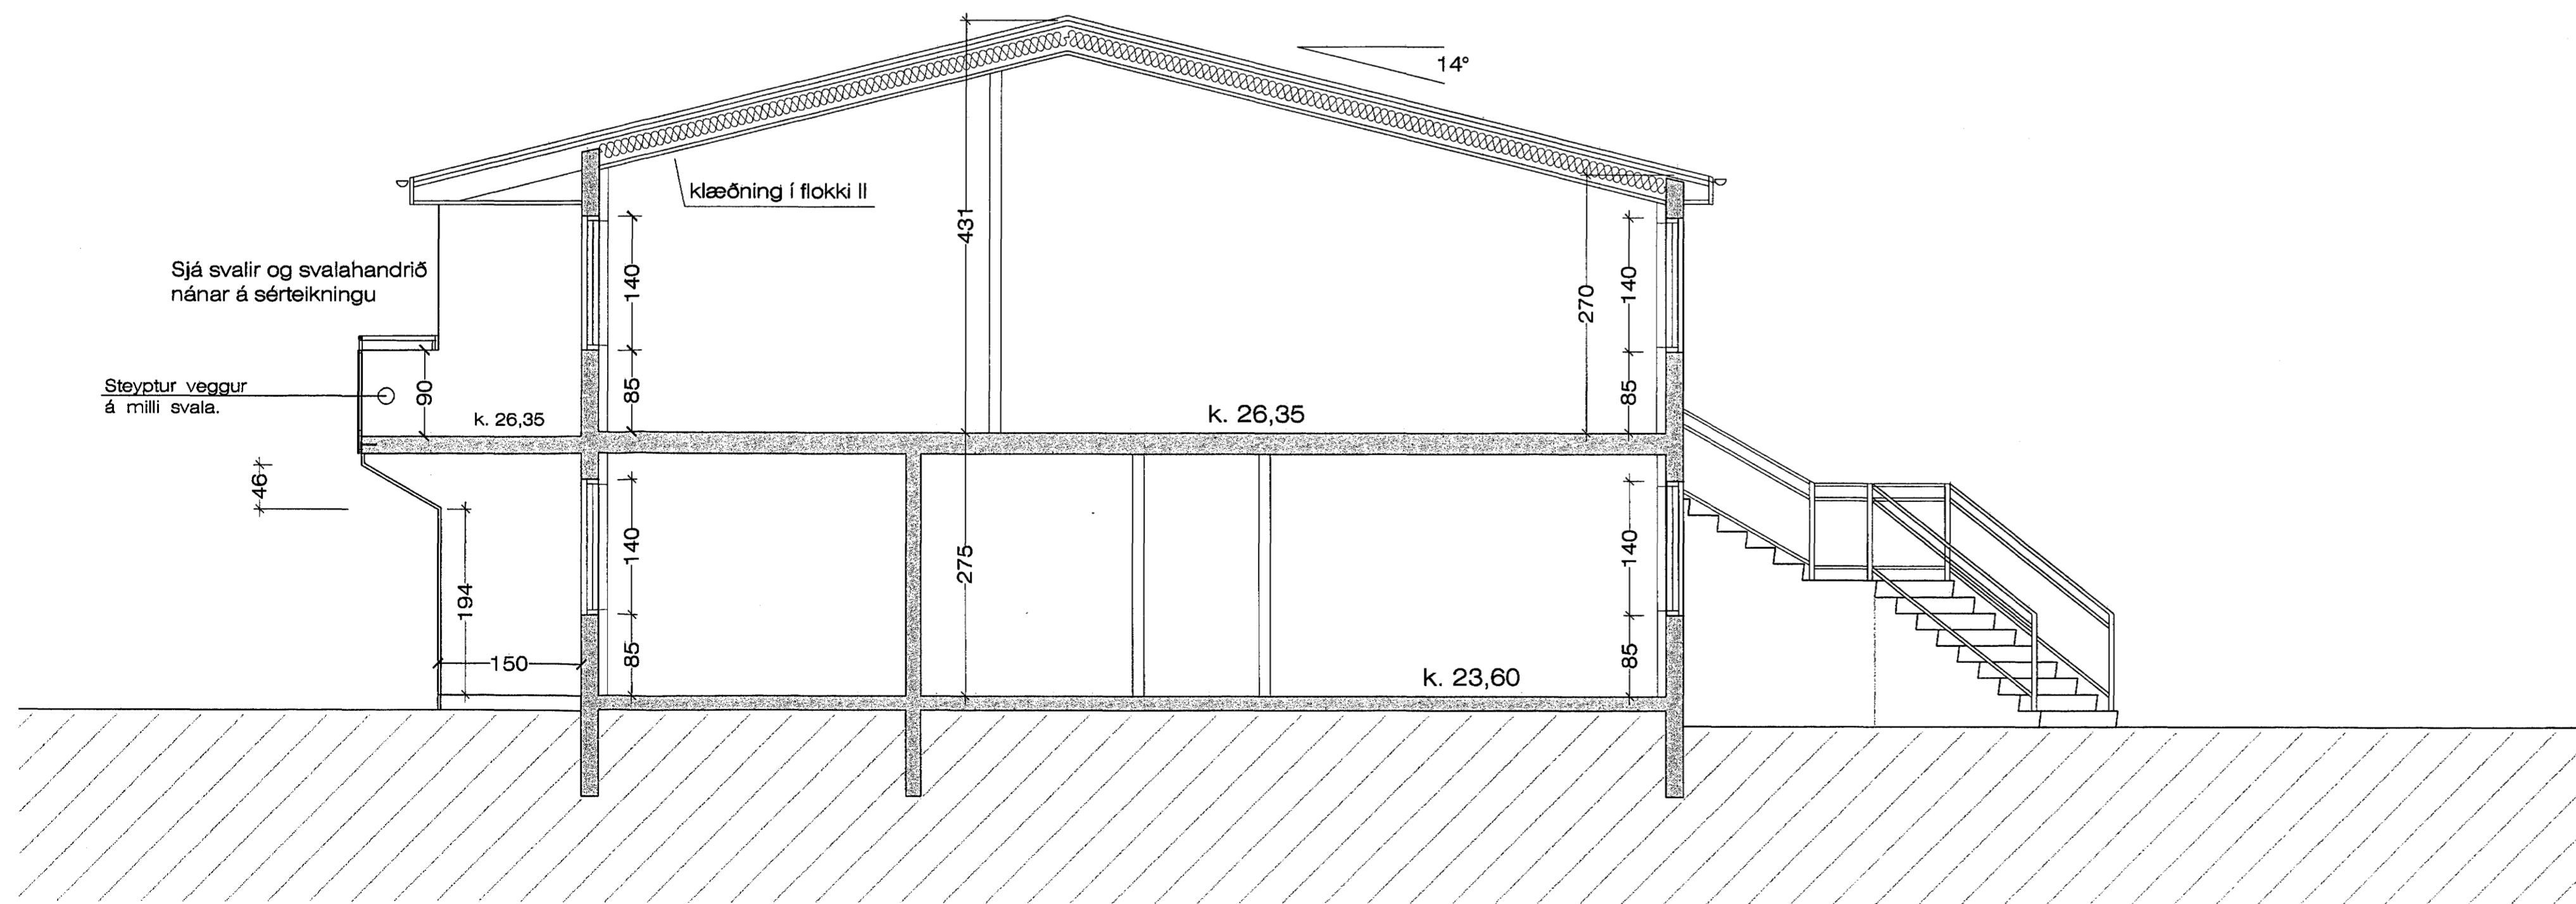 14°
klæðning í flokki II
431
140
140
270
Sjá svalir og svalahandrið
nánar á sérteikningu
85
85
90
Steyptur veggur
á milli svala.
k. 26,35
k. 26,35
46
140
140
275
194
150
85
85
k. 23,60